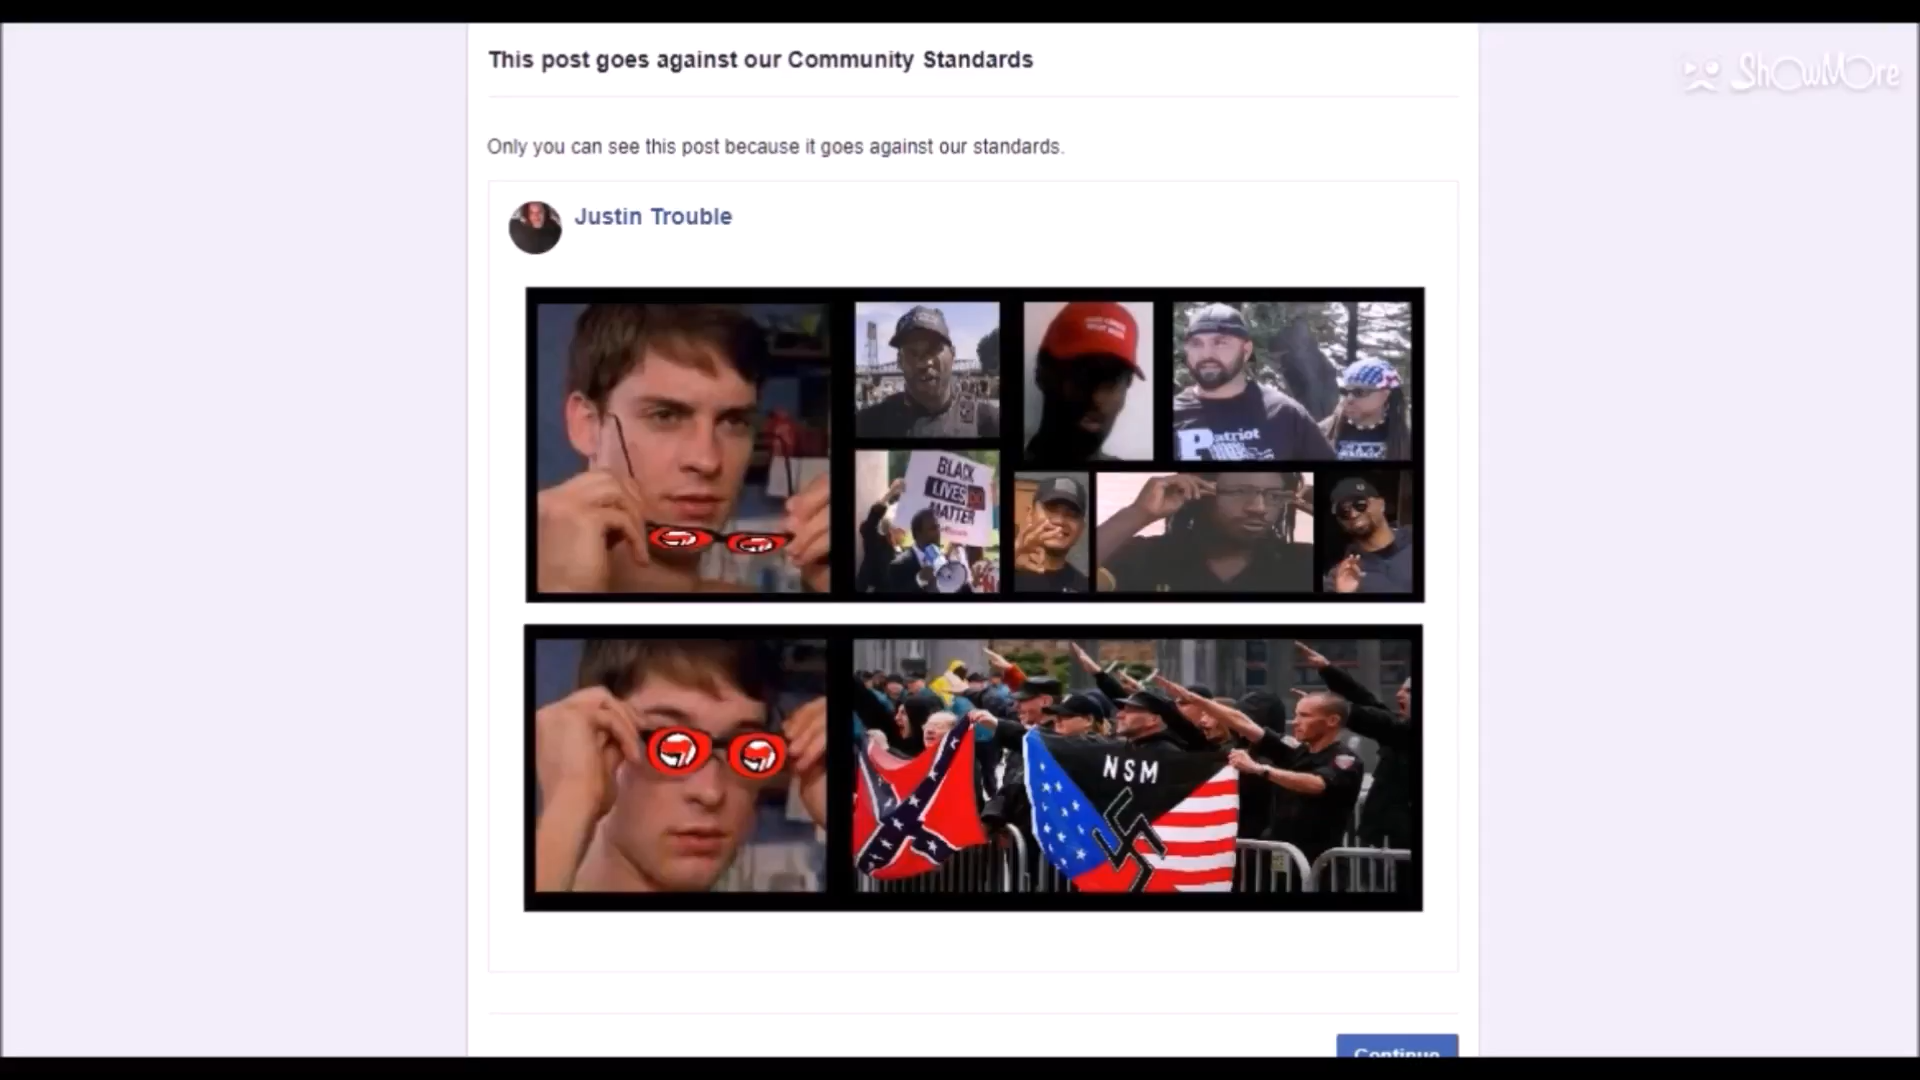 This post goes against our Community Standards
ShowMore
Only you can see this post because it goes against our standards.
Justin Trouble
Patriot
BLACK
LIVES
MATTER
NSM
Continue